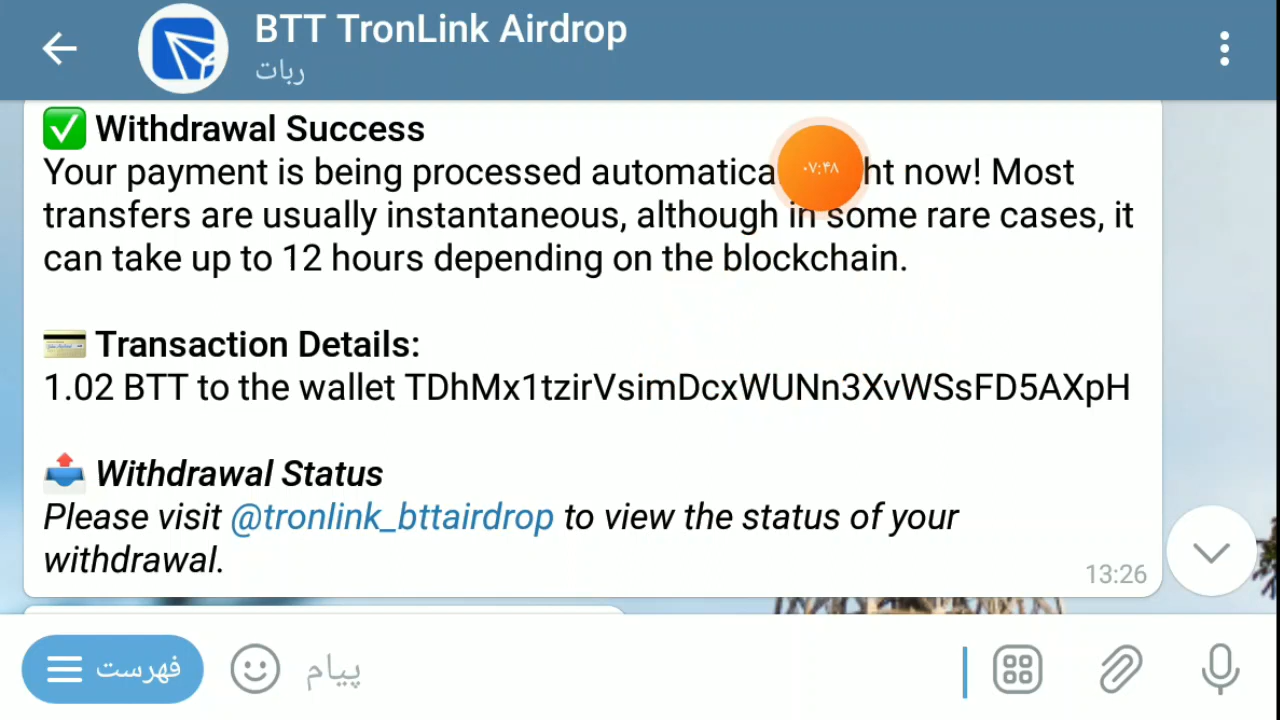 BTT TronLink Airdrop
ربات
Withdrawal Success
Your payment is being processed automatica ht now! Most
۰۷:۴۸
transfers are usually instantaneous, although in some rare cases, it
can take up to 12 hours depending on the blockchain.
Transaction Details:
1.02 BTT to the wallet TDhMx1tzirVsimDcxWUNn3XvWSsFD5AXpH
Withdrawal Status
Please visit @tronlink_bttairdrop to view the status of your
withdrawal.
13:26
فهرست
پیام